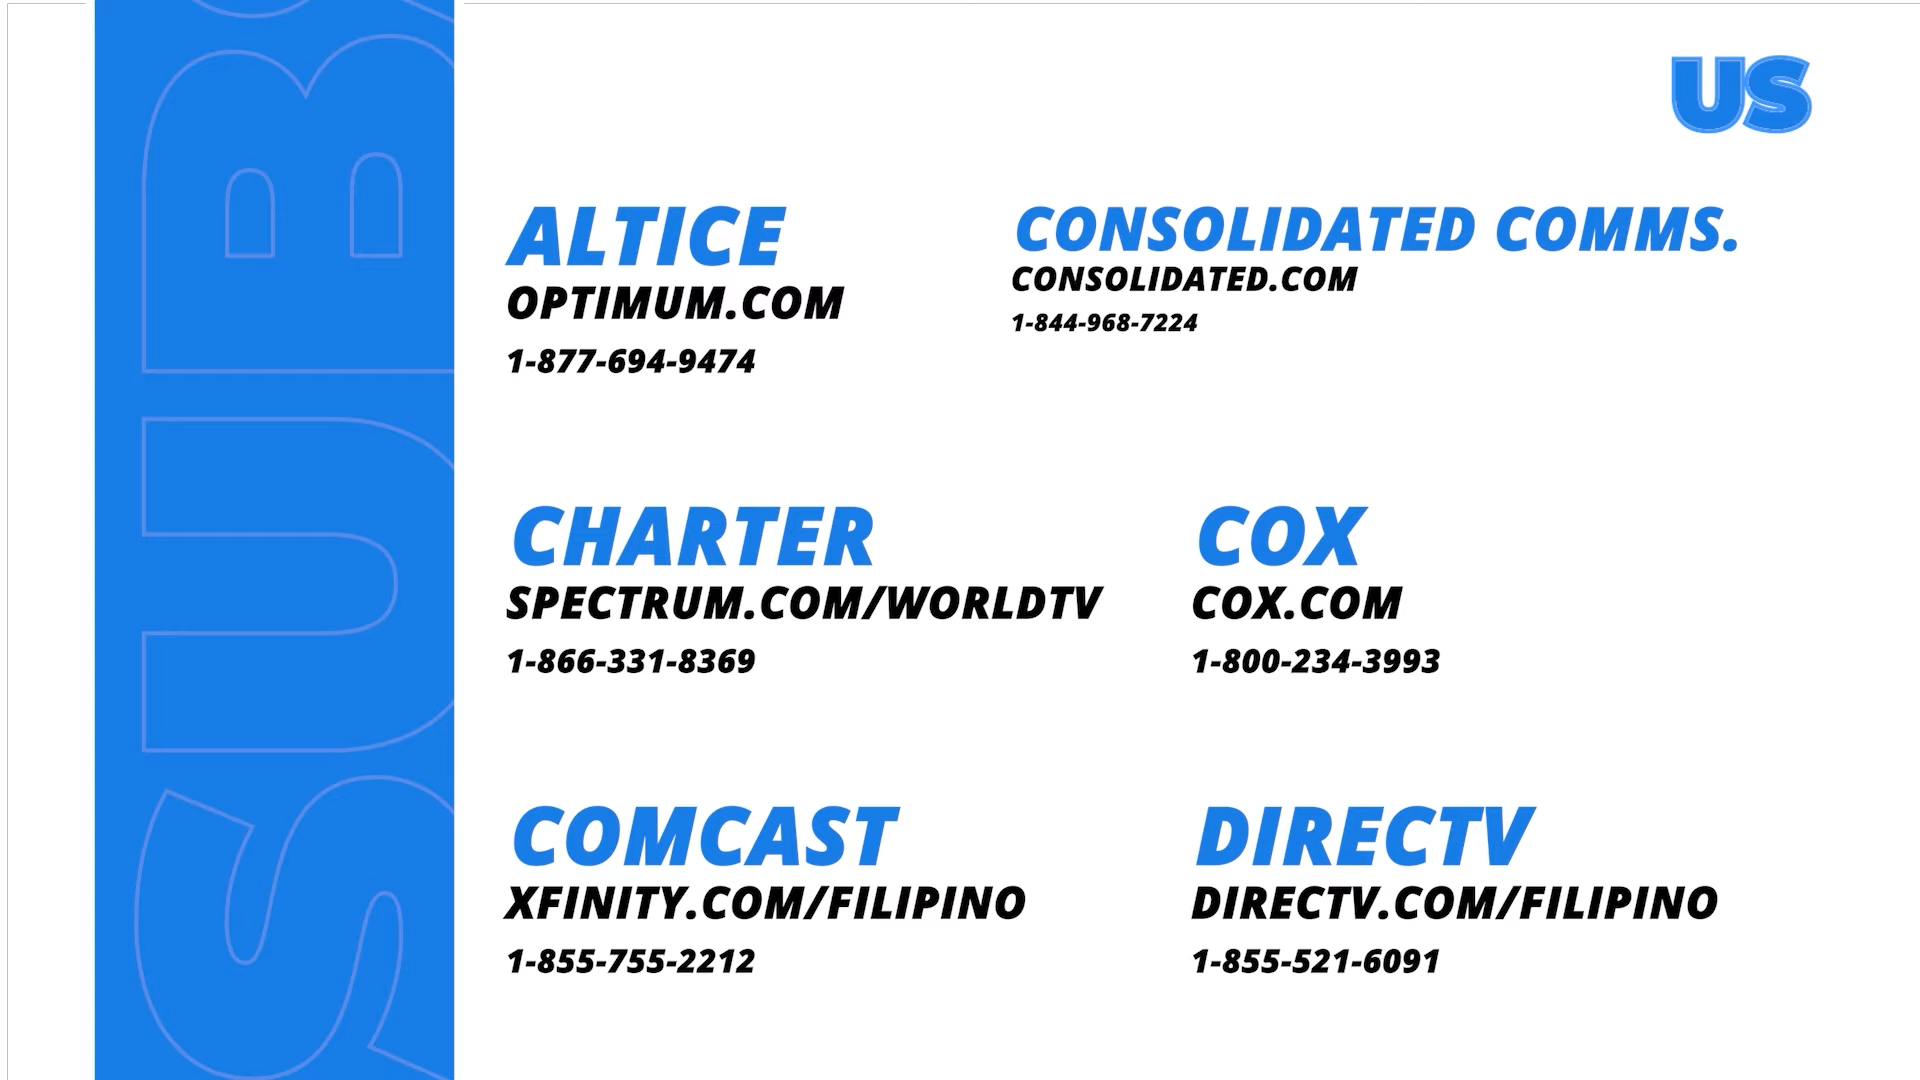 US
ALTICE
OPTIMUM.COM
1-877-694-9474
CONSOLIDATED COMMS.
CONSOLIDATED.COM
1-844-968-7224
CHARTER
SPECTRUM.COM/WORLDTV
1-866-331-8369
COX
COX.COM
1-800-234-3993
COMCAST
XFINITY.COM/FILIPINO
1-855-755-2212
DIRECTV
DIRECTV.COM/FILIPINO
1-855-521-6091
SUB